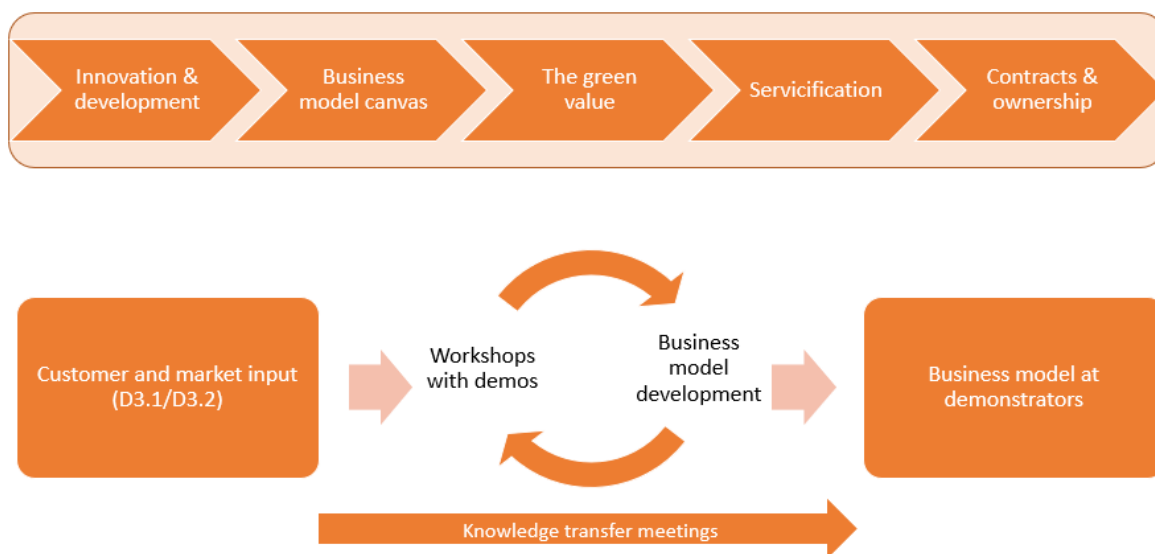 Innovation &
development
Business
model canvas
The green
value
Servicification
Contracts &
ownership
Customer and market input
(D3.1/D3.2)
Workshops
with demos
Business
model
development
Business model at
demonstrators
Knowledge transfer meetings